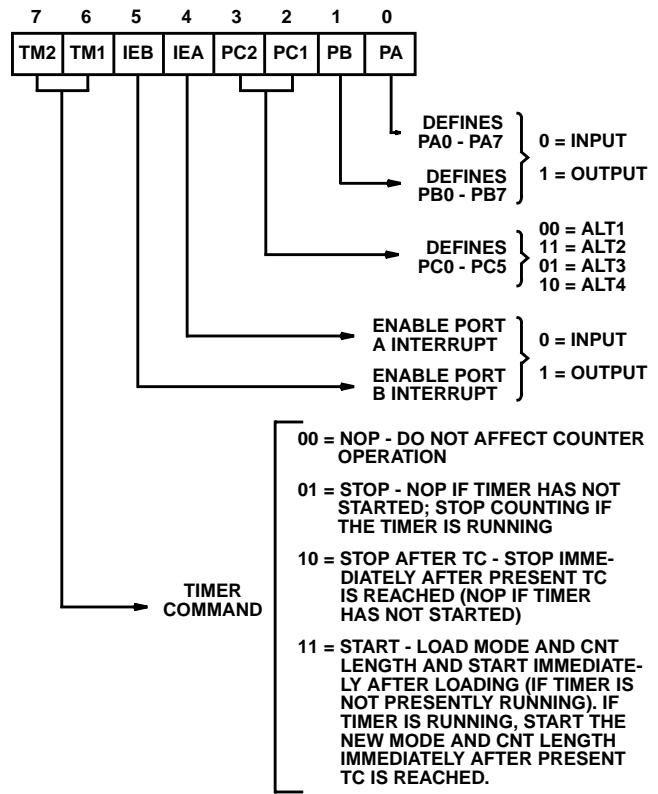 7 6 5 4 3 2 1 0
TM2 TM1 IEB IEA PC2 PC1 PB PA
DEFINES
PA0 - PA7
0 = INPUT
1 = OUTPUT
DEFINES
PB0 - PB7
DEFINES
PC0 - PC5
00 = ALT1
11 = ALT2
01 = ALT3
10 = ALT4
ENABLE PORT
A INTERRUPT
0 = INPUT
1 = OUTPUT
ENABLE PORT
B INTERRUPT
TIMER
COMMAND
00 = NOP - DO NOT AFFECT COUNTER
OPERATION
01 = STOP - NOP IF TIMER HAS NOT
STARTED; STOP COUNTING IF
THE TIMER IS RUNNING
10 = STOP AFTER TC - STOP IMME-
DIATELY AFTER PRESENT TC
IS REACHED (NOP IF TIMER
HAS NOT STARTED)
11 = START - LOAD MODE AND CNT
LENGTH AND START IMMEDIATE-
LY AFTER LOADING (IF TIMER IS
NOT PRESENTLY RUNNING). IF
TIMER IS RUNNING, START THE
NEW MODE AND CNT LENGTH
IMMEDIATELY AFTER PRESENT
TC IS REACHED.